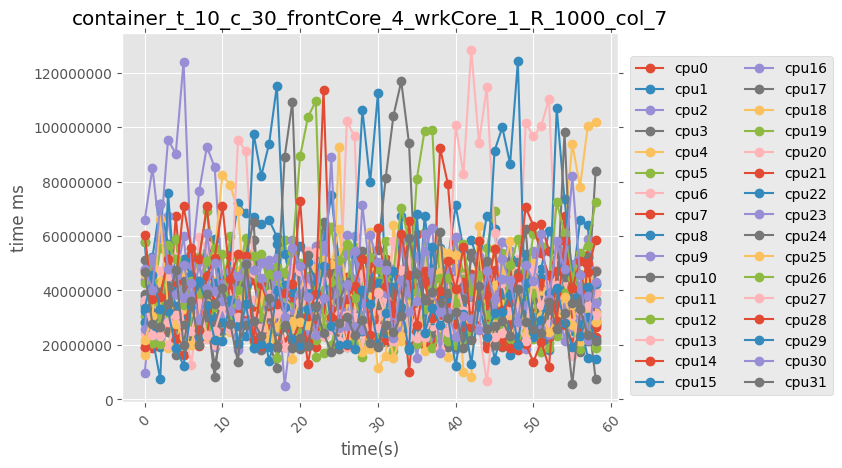 container_t_10_c_30_frontCore_4_wrkCore_1_R_1000_col_7
time ms
120000000
100000000
80000000
60000000
40000000
20000000
0
0
10
20
30
40
50
60
time(s)
cpu0
cpu1
cpu2
cpu3
cpu4
cpu5
cpu6
cpu7
cpu8
cpu9
cpu10
cpu11
cpu12
cpu13
cpu14
cpu15
cpu16
cpu17
cpu18
cpu19
cpu20
cpu21
cpu22
cpu23
cpu24
cpu25
cpu26
cpu27
cpu28
cpu29
cpu30
cpu31